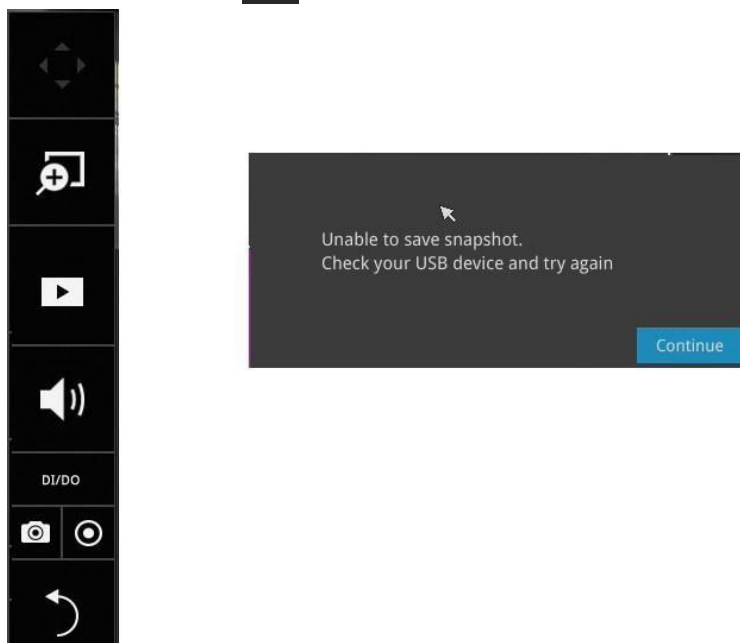 DI/DO
Unable to save snapshot.
Check your USB device and try again
Continue